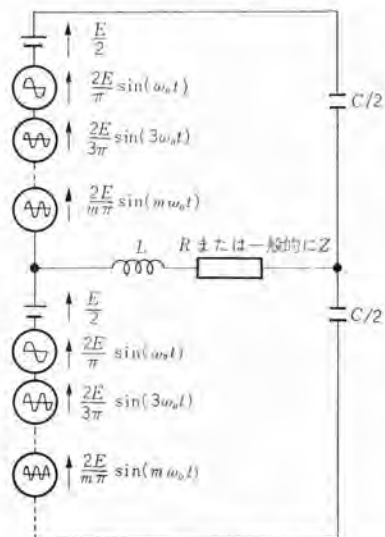 E/2
2E/π sin(ω₀t)
2E/3π sin(3ω₀t)
2E/mπ sin(mω₀t)
C/2
L
R または一般的にZ
E/2
2E/π sin(ω₀t)
2E/3π sin(3ω₀t)
2E/mπ sin(mω₀t)
C/2